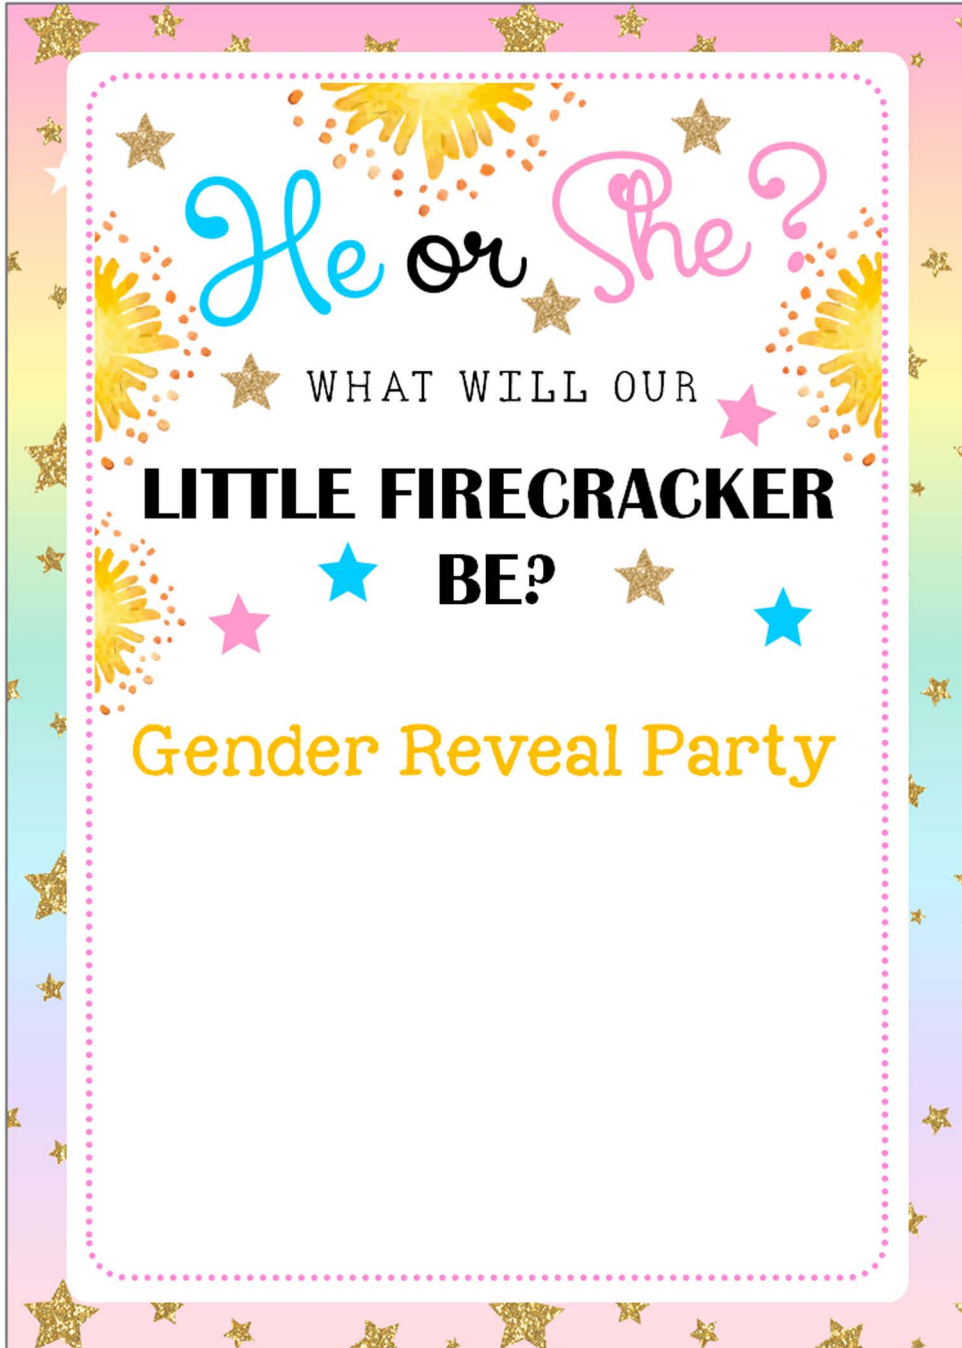 He or She?
WHAT WILL OUR
LITTLE FIRECRACKER
BE?
Gender Reveal Party